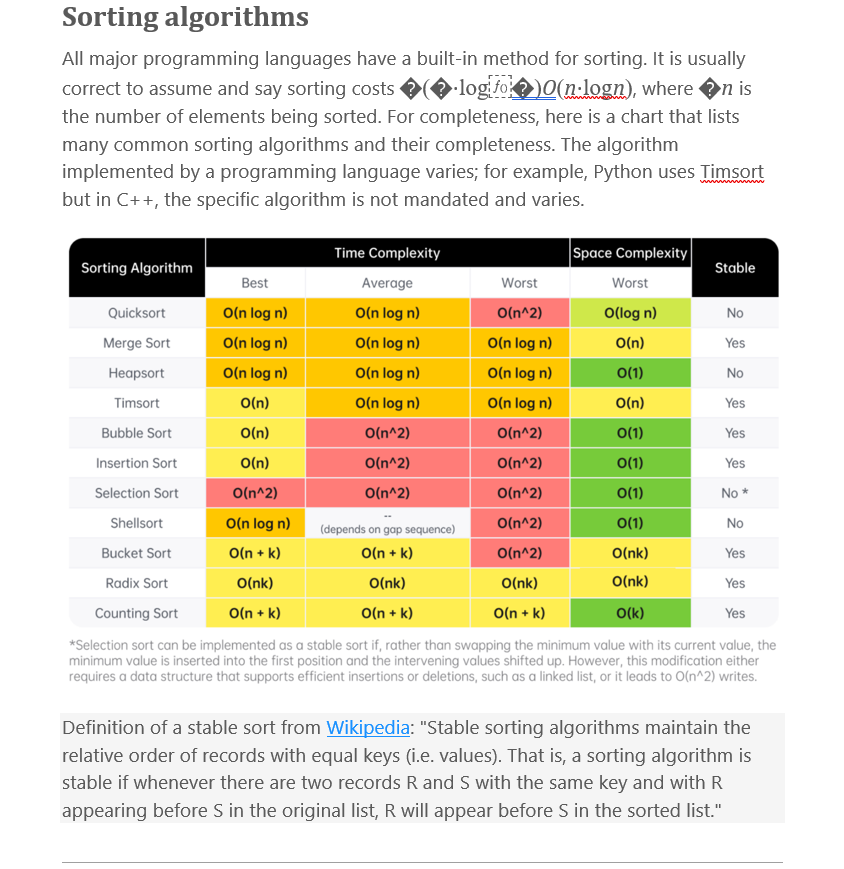 Sorting algorithms
All major programming languages have a built-in method for sorting. It is usually
correct to assume and say sorting costs �(�·log⁡�)O(n·logn), where �n is
the number of elements being sorted. For completeness, here is a chart that lists
many common sorting algorithms and their completeness. The algorithm
implemented by a programming language varies; for example, Python uses Timsort
but in C++, the specific algorithm is not mandated and varies.
Sorting Algorithm Time Complexity Space Complexity Stable
Best Average Worst Worst
Quicksort O(n log n) O(n log n) O(n^2) O(log n) No
Merge Sort O(n log n) O(n log n) O(n log n) O(n) Yes
Heapsort O(n log n) O(n log n) O(n log n) O(1) No
Timsort O(n) O(n log n) O(n log n) O(n) Yes
Bubble Sort O(n) O(n^2) O(n^2) O(1) Yes
Insertion Sort O(n) O(n^2) O(n^2) O(1) Yes
Selection Sort O(n^2) O(n^2) O(n^2) O(1) No *
Shellsort O(n log n) -- (depends on gap sequence) O(n^2) O(1) No
Bucket Sort O(n + k) O(n + k) O(n^2) O(nk) Yes
Radix Sort O(nk) O(nk) O(nk) O(nk) Yes
Counting Sort O(n + k) O(n + k) O(n + k) O(k) Yes
*Selection sort can be implemented as a stable sort if, rather than swapping the minimum value with its current value, the
minimum value is inserted into the first position and the intervening values shifted up. However, this modification either
requires a data structure that supports efficient insertions or deletions, such as a linked list, or it leads to O(n^2) writes.
Definition of a stable sort from Wikipedia: "Stable sorting algorithms maintain the
relative order of records with equal keys (i.e. values). That is, a sorting algorithm is
stable if whenever there are two records R and S with the same key and with R
appearing before S in the original list, R will appear before S in the sorted list."